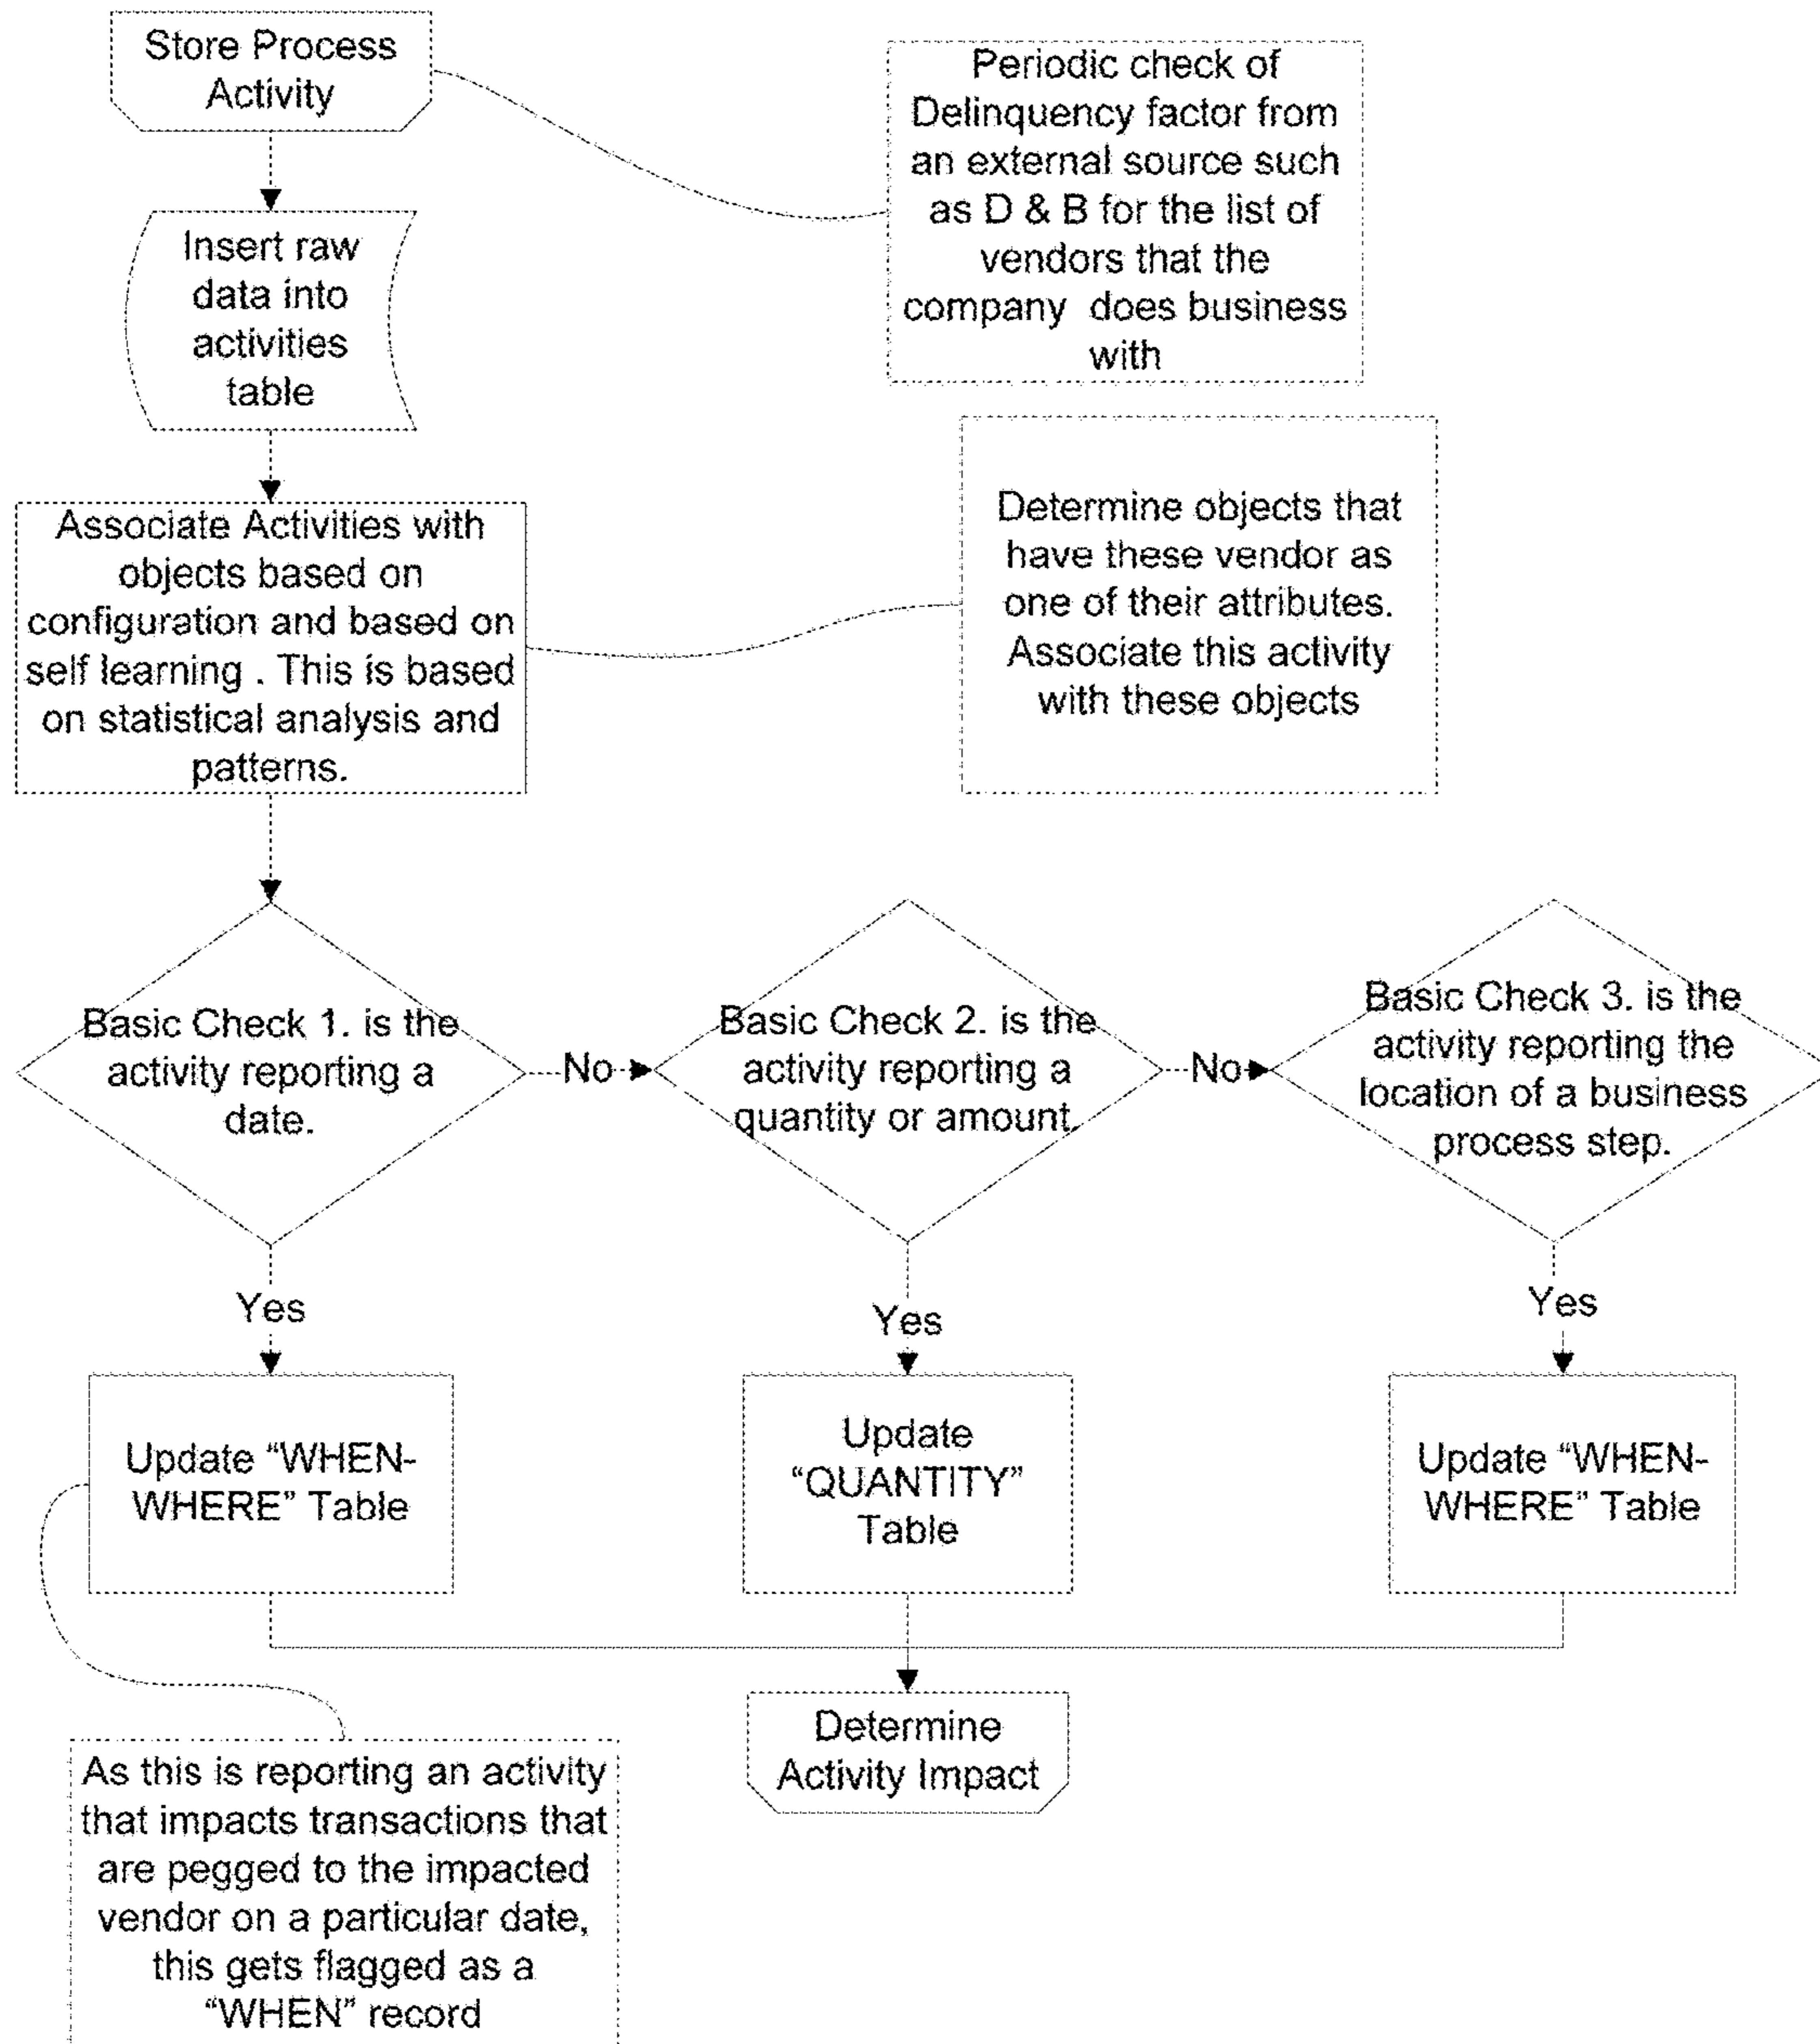 Store Process
Activity
Periodic check of
Delinquency factor from
an external source such
as D & B for the list of
vendors that the
company does business
with
Insert raw
data into
activities
table
Associate Activities with
objects based on
configuration and based on
self learning . This is based
on statistical analysis and
patterns.
Determine objects that
have these vendor as
one of their attributes.
Associate this activity
with these objects
Basic Check 1. is the
activity reporting a
date.
No
Basic Check 2. is the
activity reporting a
quantity or amount.
No
Basic Check 3. is the
activity reporting the
location of a business
process step.
Yes
Yes
Yes
Update “WHEN-
WHERE” Table
Update
“QUANTITY”
Table
Update “WHEN-
WHERE” Table
Determine
Activity Impact
As this is reporting an activity
that impacts transactions that
are pegged to the impacted
vendor on a particular date,
this gets flagged as a
“WHEN” record